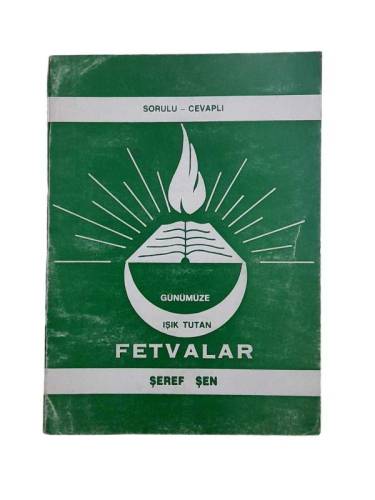 SORULU - CEVAPLI
GÜNÜMÜZE
IŞIK TUTAN
FETVALAR
ŞEREF ŞEN